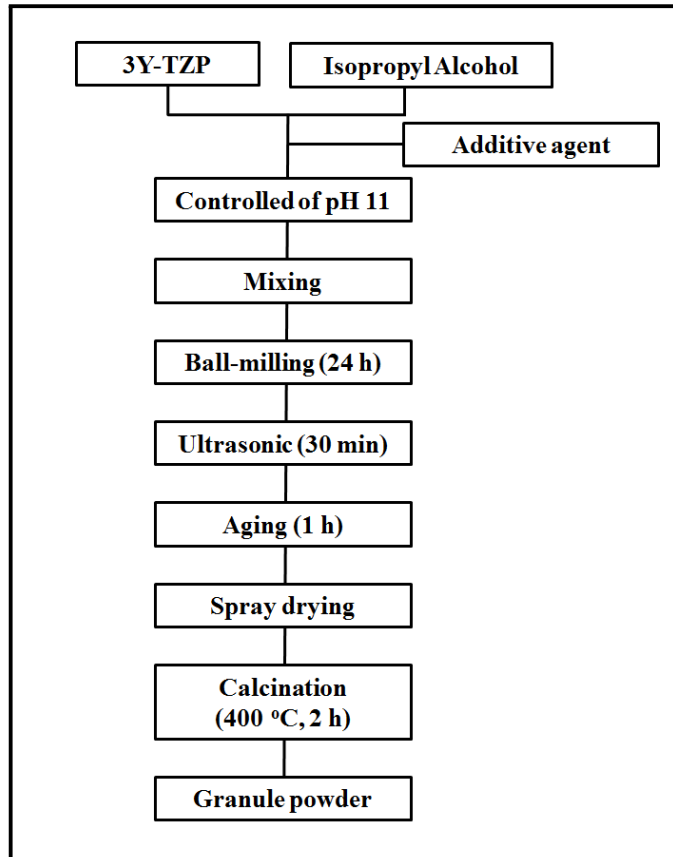 3Y-TZP
Isopropyl Alcohol
Additive agent
Controlled of pH 11
Mixing
Ball-milling (24 h)
Ultrasonic (30 min)
Aging (1 h)
Spray drying
Calcination
(400 ºC, 2 h)
Granule powder